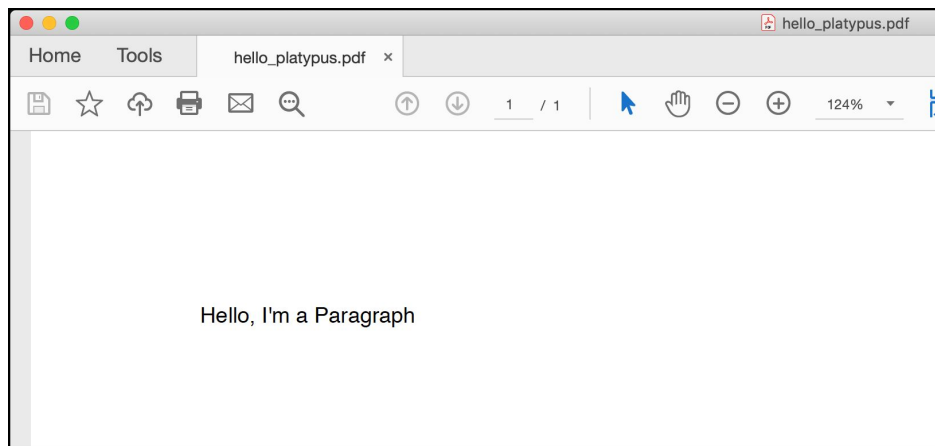 hello_platypus.pdf
Home Tools hello_platypus.pdf ×
1 / 1 124%
Hello, I'm a Paragraph